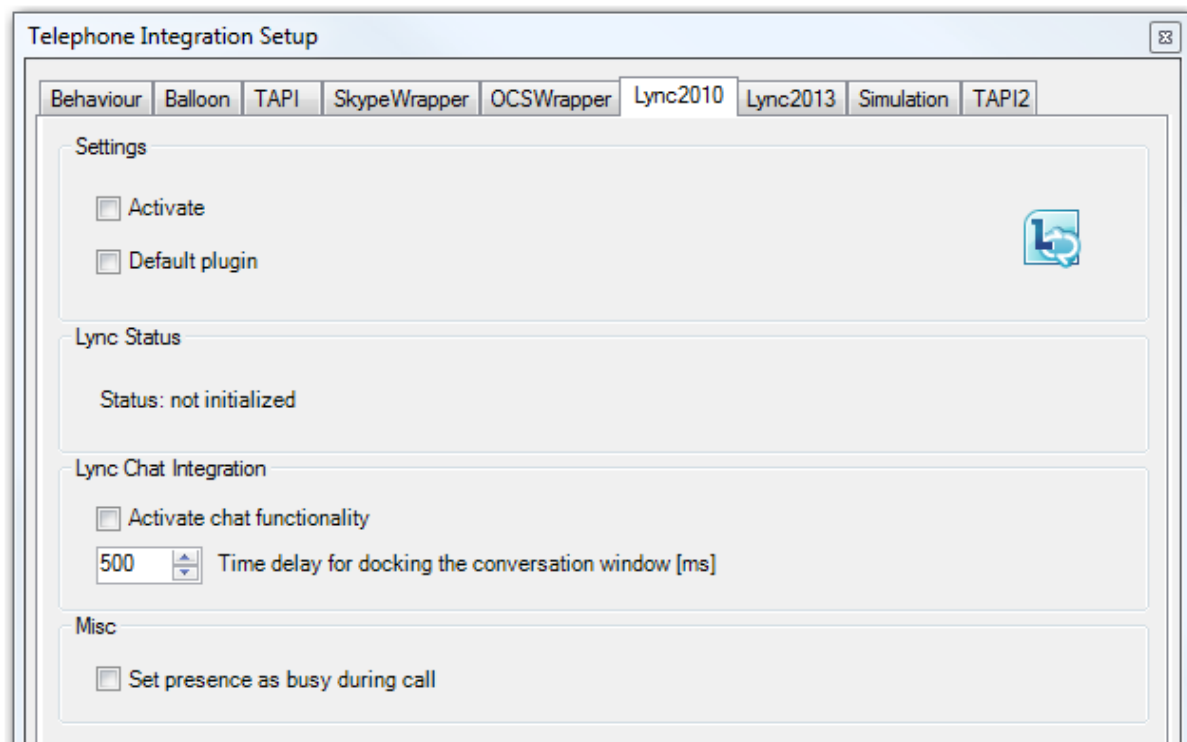 Telephone Integration Setup
Behaviour Balloon TAPI SkypeWrapper OCSWrapper Lync2010 Lync2013 Simulation TAPI2
Settings
Activate
Default plugin
Lync Status
Status: not initialized
Lync Chat Integration
Activate chat functionality
500 Time delay for docking the conversation window [ms]
Misc
Set presence as busy during call